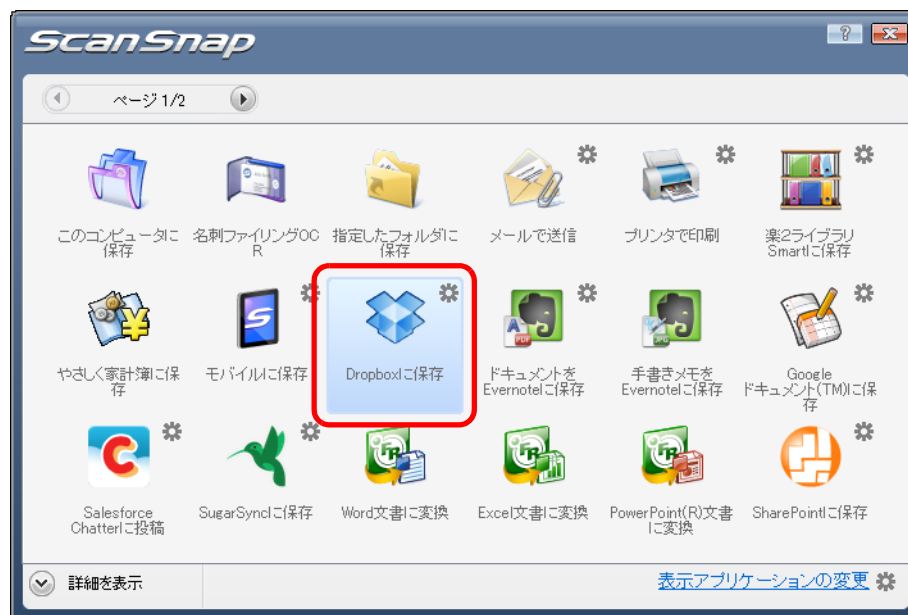 ScanSnap
ページ 1/2
このコンピュータに
保存
名刺ファイリングOC
R
指定したフォルダに
保存
メールで送信
プリンタで印刷
楽2ライブラリ
Smartに保存
やさしく家計簿に保
存
モバイルに保存
Dropboxに保存
ドキュメントを
Evernoteに保存
手書きメモを
Evernoteに保存
Google
ドキュメント(TM)に保
存
Salesforce
Chatterに投稿
SugarSyncに保存
Word文書に変換
Excel文書に変換
PowerPoint(R)文書
に変換
SharePointに保存
詳細を表示
表示アプリケーションの変更